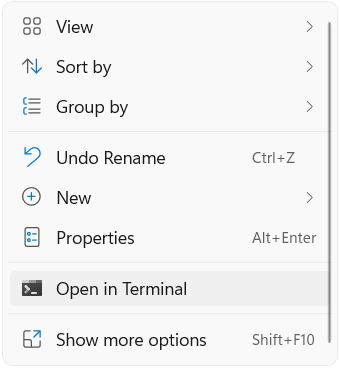 View
Sort by
Group by
Undo Rename Ctrl+Z
New
Properties Alt+Enter
Open in Terminal
Show more options Shift+F10